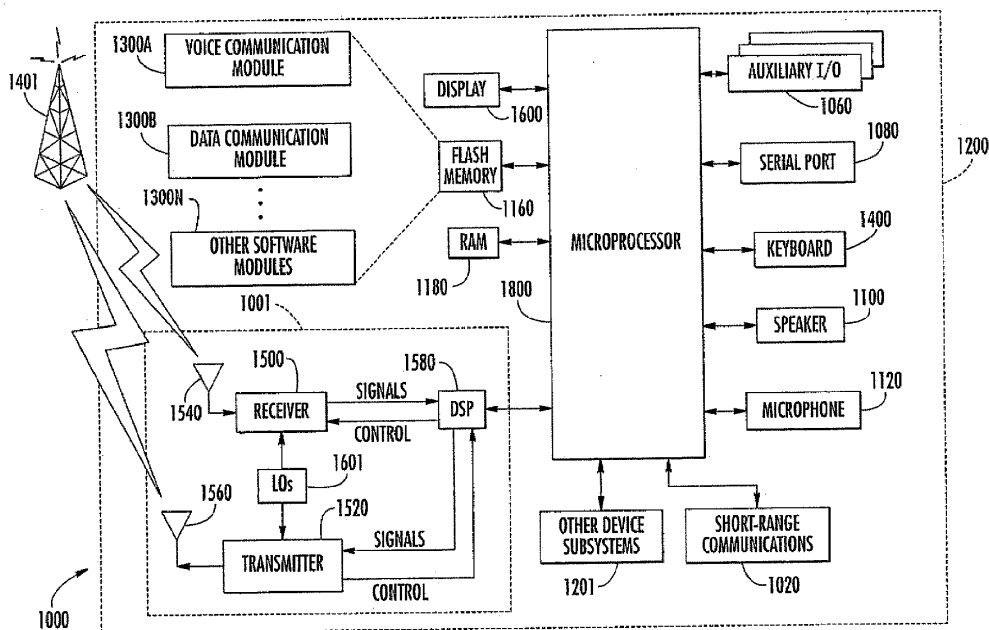 1401
1300A
VOICE COMMUNICATION
MODULE
1300B
DATA COMMUNICATION
MODULE
1300N
OTHER SOFTWARE
MODULES
DISPLAY
1600
FLASH
MEMORY
1160
RAM
1180
MICROPROCESSOR
1800
AUXILIARY I/O
1060
SERIAL PORT
1080
1200
KEYBOARD
1400
SPEAKER
1100
MICROPHONE
1120
OTHER DEVICE
SUBSYSTEMS
1201
SHORT-RANGE
COMMUNICATIONS
1020
1001
1540
1500
RECEIVER
SIGNALS
CONTROL
1580
DSP
LOs
1601
1560
1520
TRANSMITTER
SIGNALS
CONTROL
1000